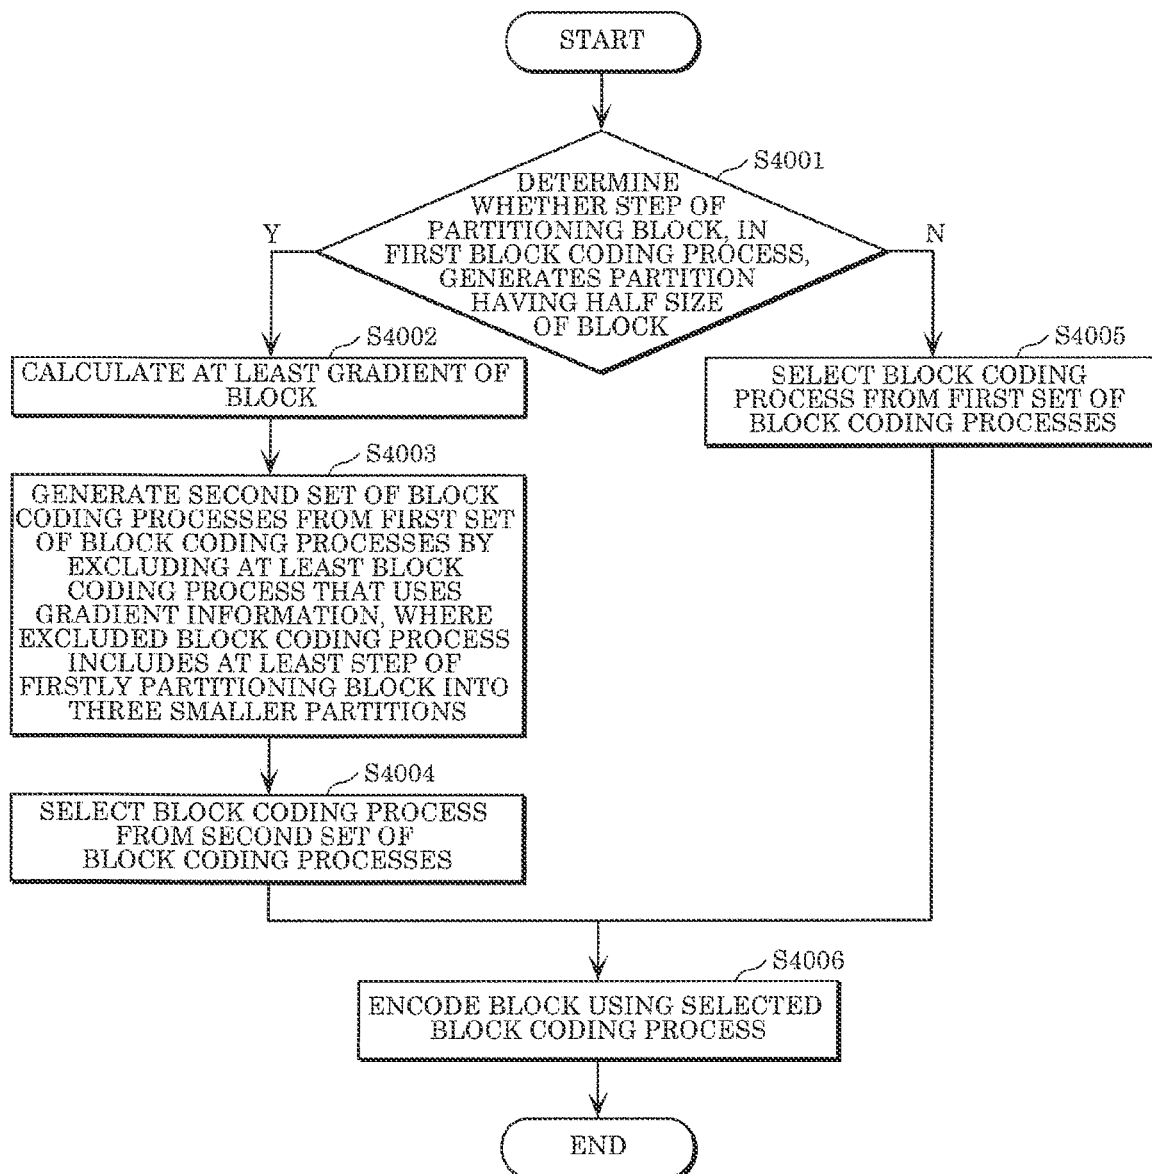 START
S4001
DETERMINE
WHETHER STEP OF
PARTITIONING BLOCK, IN
FIRST BLOCK CODING PROCESS,
GENERATES PARTITION
HAVING HALF SIZE
OF BLOCK
Y
N
S4002
CALCULATE AT LEAST GRADIENT OF
BLOCK
S4005
SELECT BLOCK CODING
PROCESS FROM FIRST SET OF
BLOCK CODING PROCESSES
S4003
GENERATE SECOND SET OF BLOCK
CODING PROCESSES FROM FIRST SET
OF BLOCK CODING PROCESSES BY
EXCLUDING AT LEAST BLOCK
CODING PROCESS THAT USES
GRADIENT INFORMATION, WHERE
EXCLUDED BLOCK CODING PROCESS
INCLUDES AT LEAST STEP OF
FIRSTLY PARTITIONING BLOCK INTO
THREE SMALLER PARTITIONS
S4004
SELECT BLOCK CODING PROCESS
FROM SECOND SET OF
BLOCK CODING PROCESSES
S4006
ENCODE BLOCK USING SELECTED
BLOCK CODING PROCESS
END